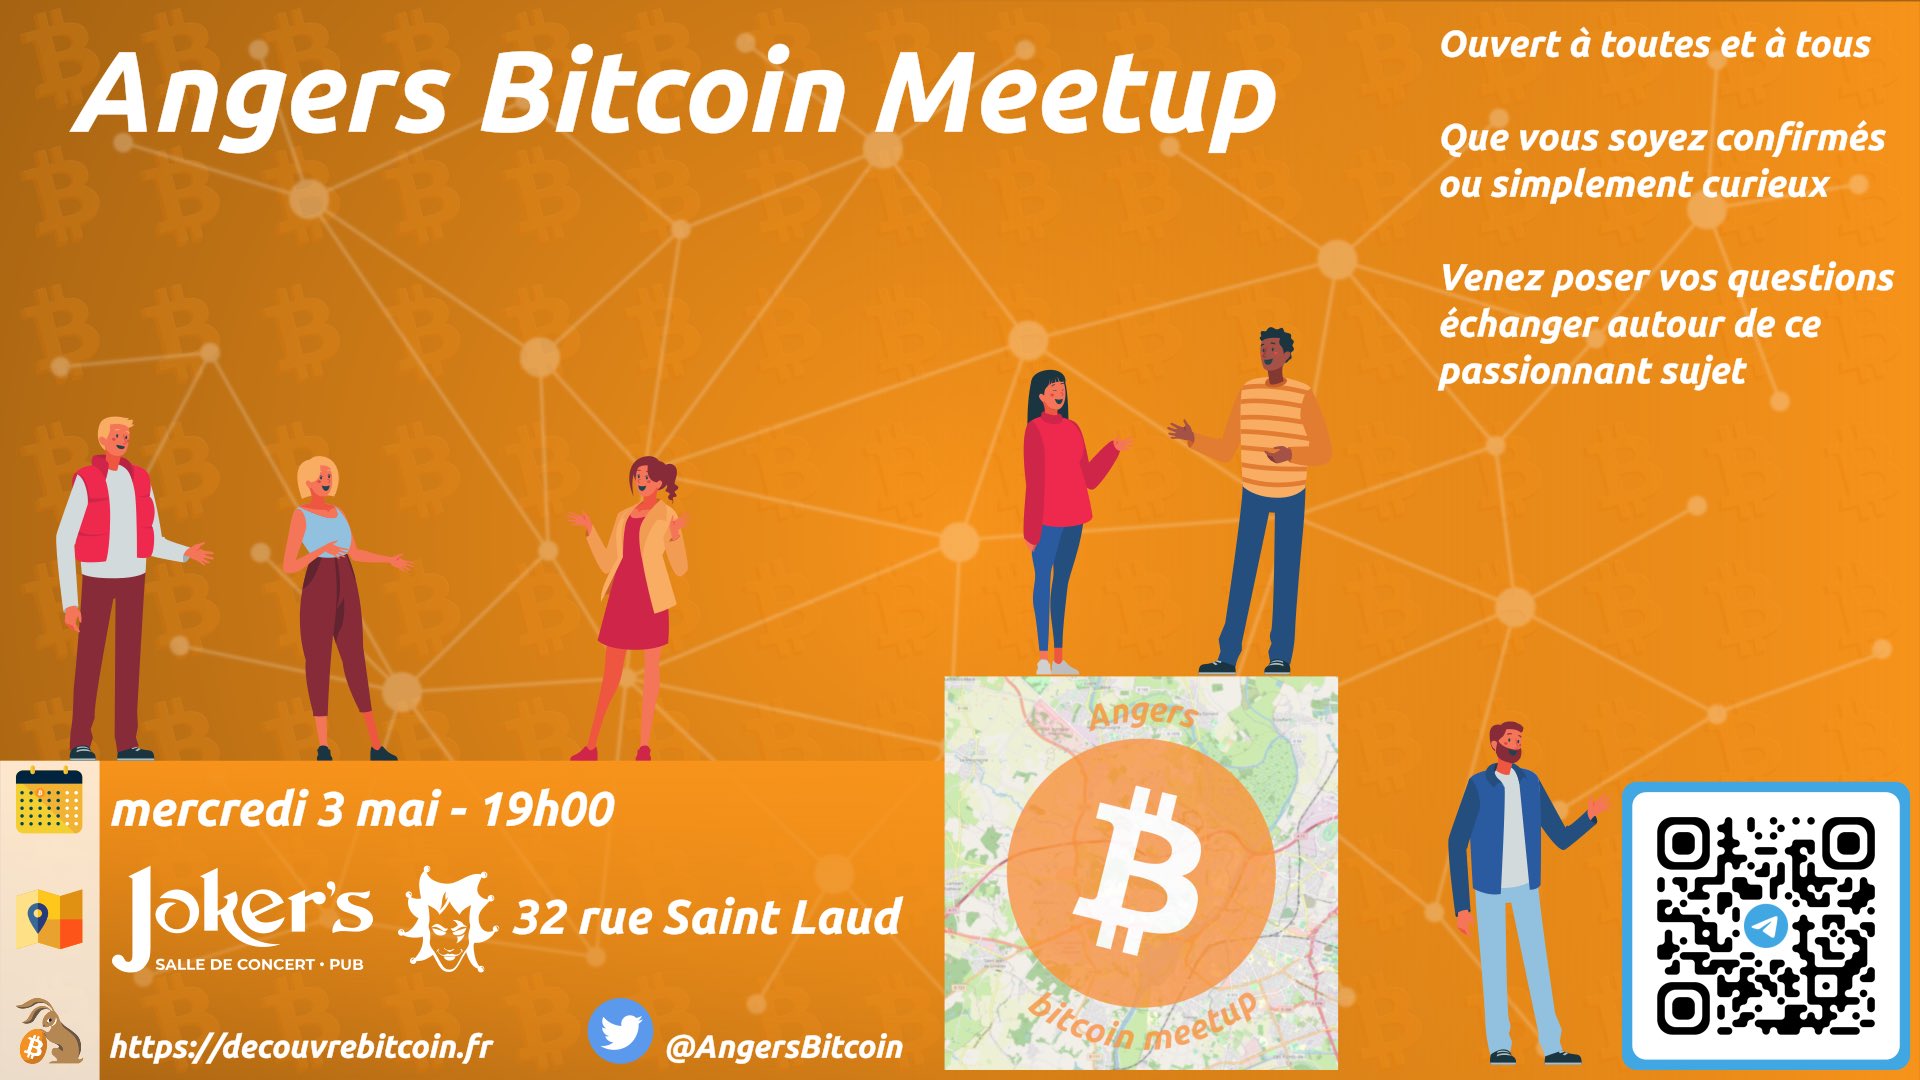 Angers Bitcoin Meetup
Ouvert à toutes et à tous
Que vous soyez confirmés
ou simplement curieux
Venez poser vos questions
échanger autour de ce
passionnant sujet
mercredi 3 mai - 19h00
Joker's
SALLE DE CONCERT • PUB
32 rue Saint Laud
https://decouvrebitcoin.fr
@AngersBitcoin
Angers
bitcoin meetup